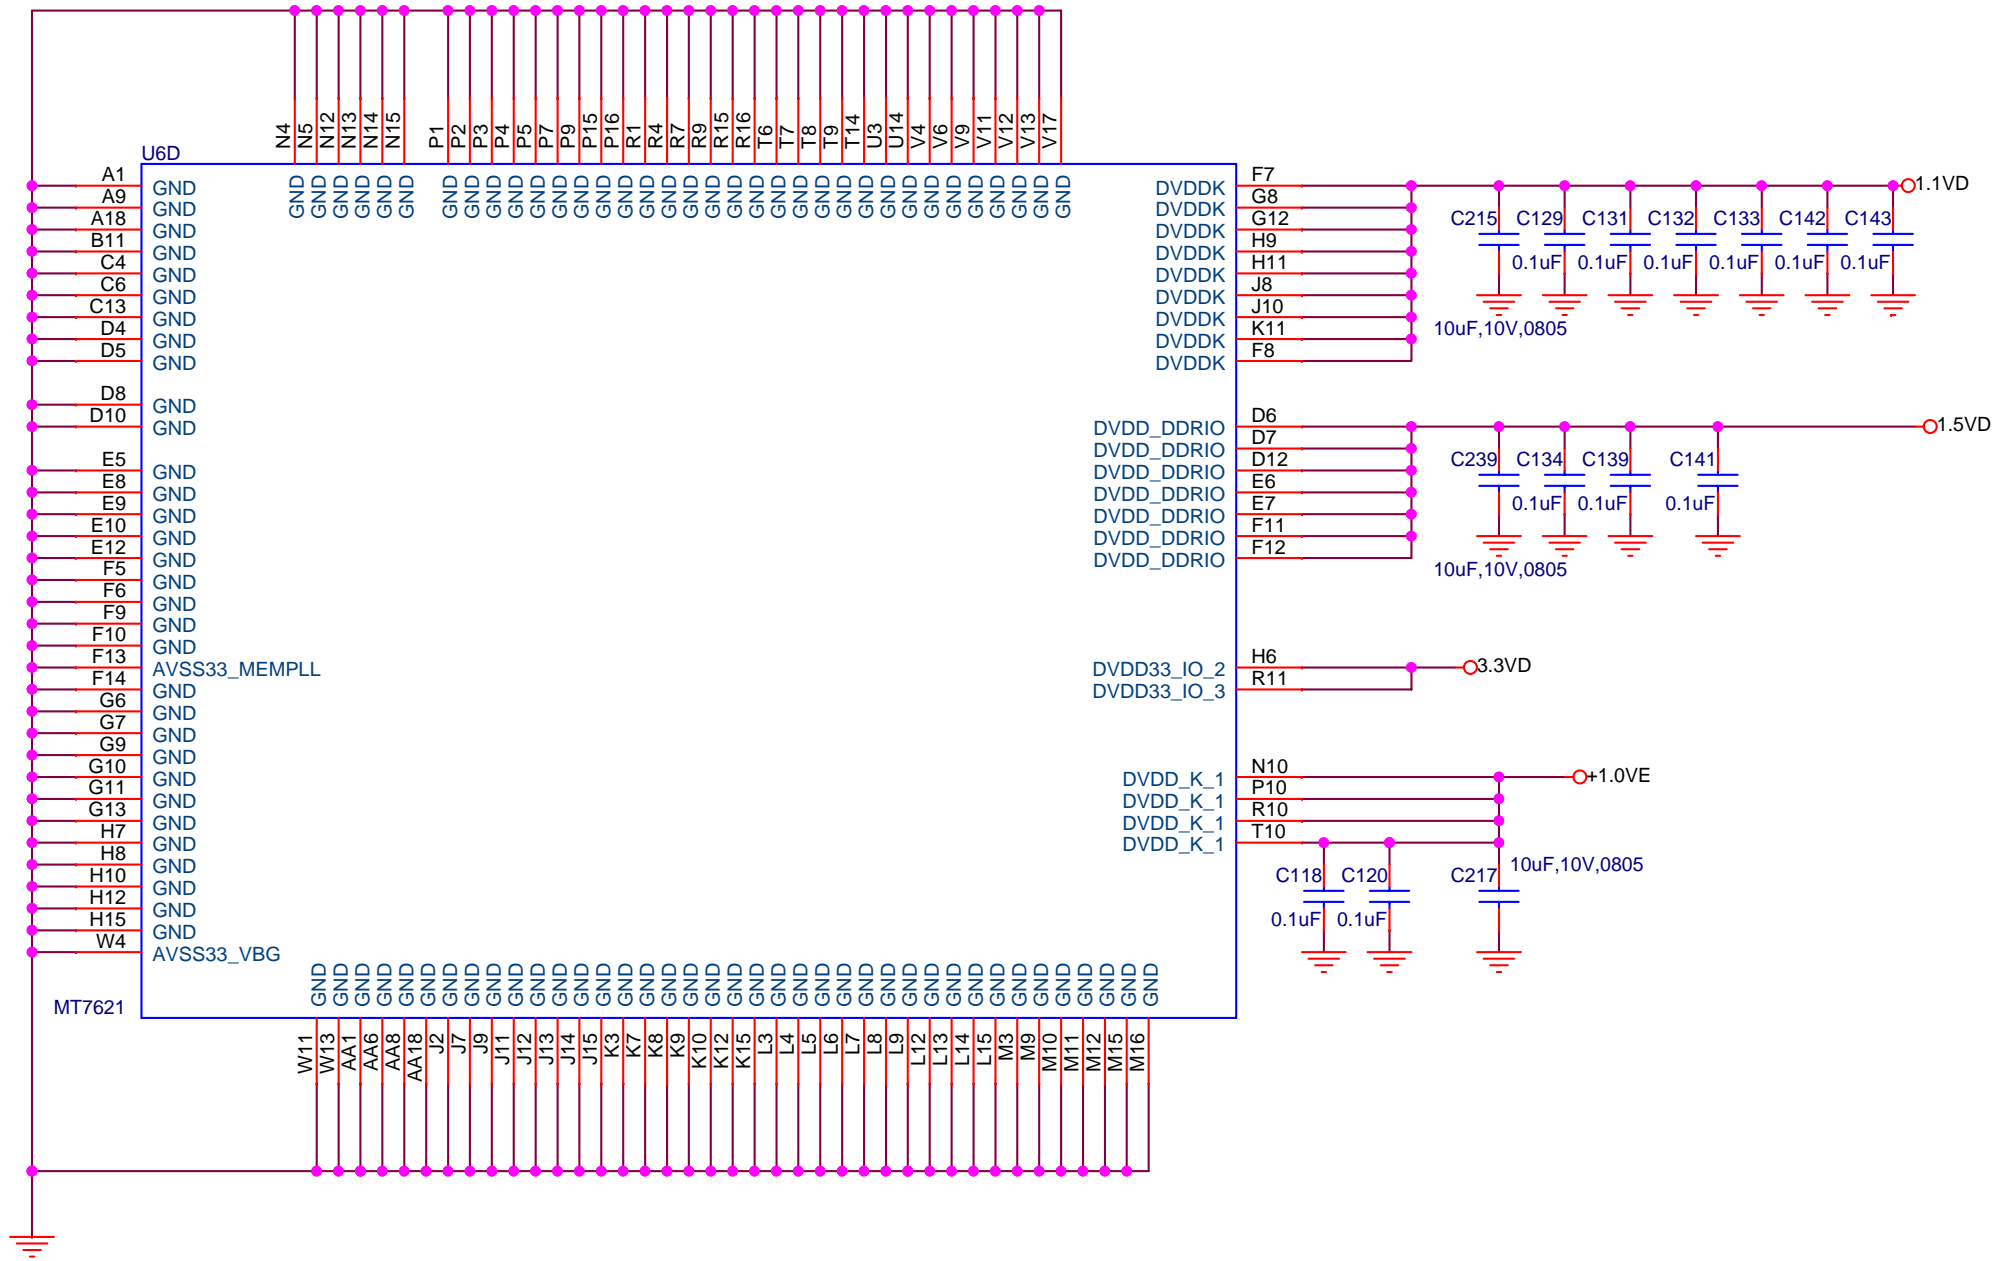 N4 N5 N12 N13 N14 N15 P1 P2 P3 P4 P5 P7 P9 P15 P16 R1 R4 R7 R9 R15 R16 T6 T7 T8 T9 T14 U3 U14 V4 V6 V9 V11 V12 V13 V17
U6D
GND GND GND GND GND GND GND GND GND GND GND GND GND GND GND GND GND GND GND GND GND GND GND GND GND GND GND GND GND GND GND GND GND GND GND
A1 GND
A9 GND
A18 GND
B11 GND
C4 GND
C6 GND
C13 GND
D4 GND
D5 GND
D8 GND
D10 GND
E5 GND
E8 GND
E9 GND
E10 GND
E12 GND
F5 GND
F6 GND
F9 GND
F10 GND
F13 AVSS33_MEMPLL
F14 GND
G6 GND
G7 GND
G9 GND
G10 GND
G11 GND
G13 GND
H7 GND
H8 GND
H10 GND
H12 GND
H15 GND
W4 AVSS33_VBG
DVDDK F7
DVDDK G8
DVDDK G12
DVDDK H9
DVDDK H11
DVDDK J8
DVDDK J10
DVDDK K11
DVDDK F8
1.1VD
C215 C129 C131 C132 C133 C142 C143
0.1uF 0.1uF 0.1uF 0.1uF 0.1uF 0.1uF
10uF,10V,0805
DVDD_DDRIO D6
DVDD_DDRIO D7
DVDD_DDRIO D12
DVDD_DDRIO E6
DVDD_DDRIO E7
DVDD_DDRIO F11
DVDD_DDRIO F12
1.5VD
C239 C134 C139 C141
0.1uF 0.1uF 0.1uF
10uF,10V,0805
DVDD33_IO_2 H6
DVDD33_IO_3 R11
3.3VD
DVDD_K_1 N10
DVDD_K_1 P10
DVDD_K_1 R10
DVDD_K_1 T10
+1.0VE
10uF,10V,0805
C118 C120 C217
0.1uF 0.1uF
GND GND GND GND GND GND GND GND GND GND GND GND GND GND GND GND GND GND GND GND GND GND GND GND GND GND GND GND GND GND GND GND GND GND GND GND GND GND GND
MT7621
W11 W13 AA1 AA6 AA8 AA18 J2 J7 J9 J11 J12 J13 J14 J15 K3 K7 K8 K9 K10 K12 K15 L3 L4 L5 L6 L7 L8 L9 L12 L13 L14 L15 M3 M9 M10 M11 M12 M15 M16